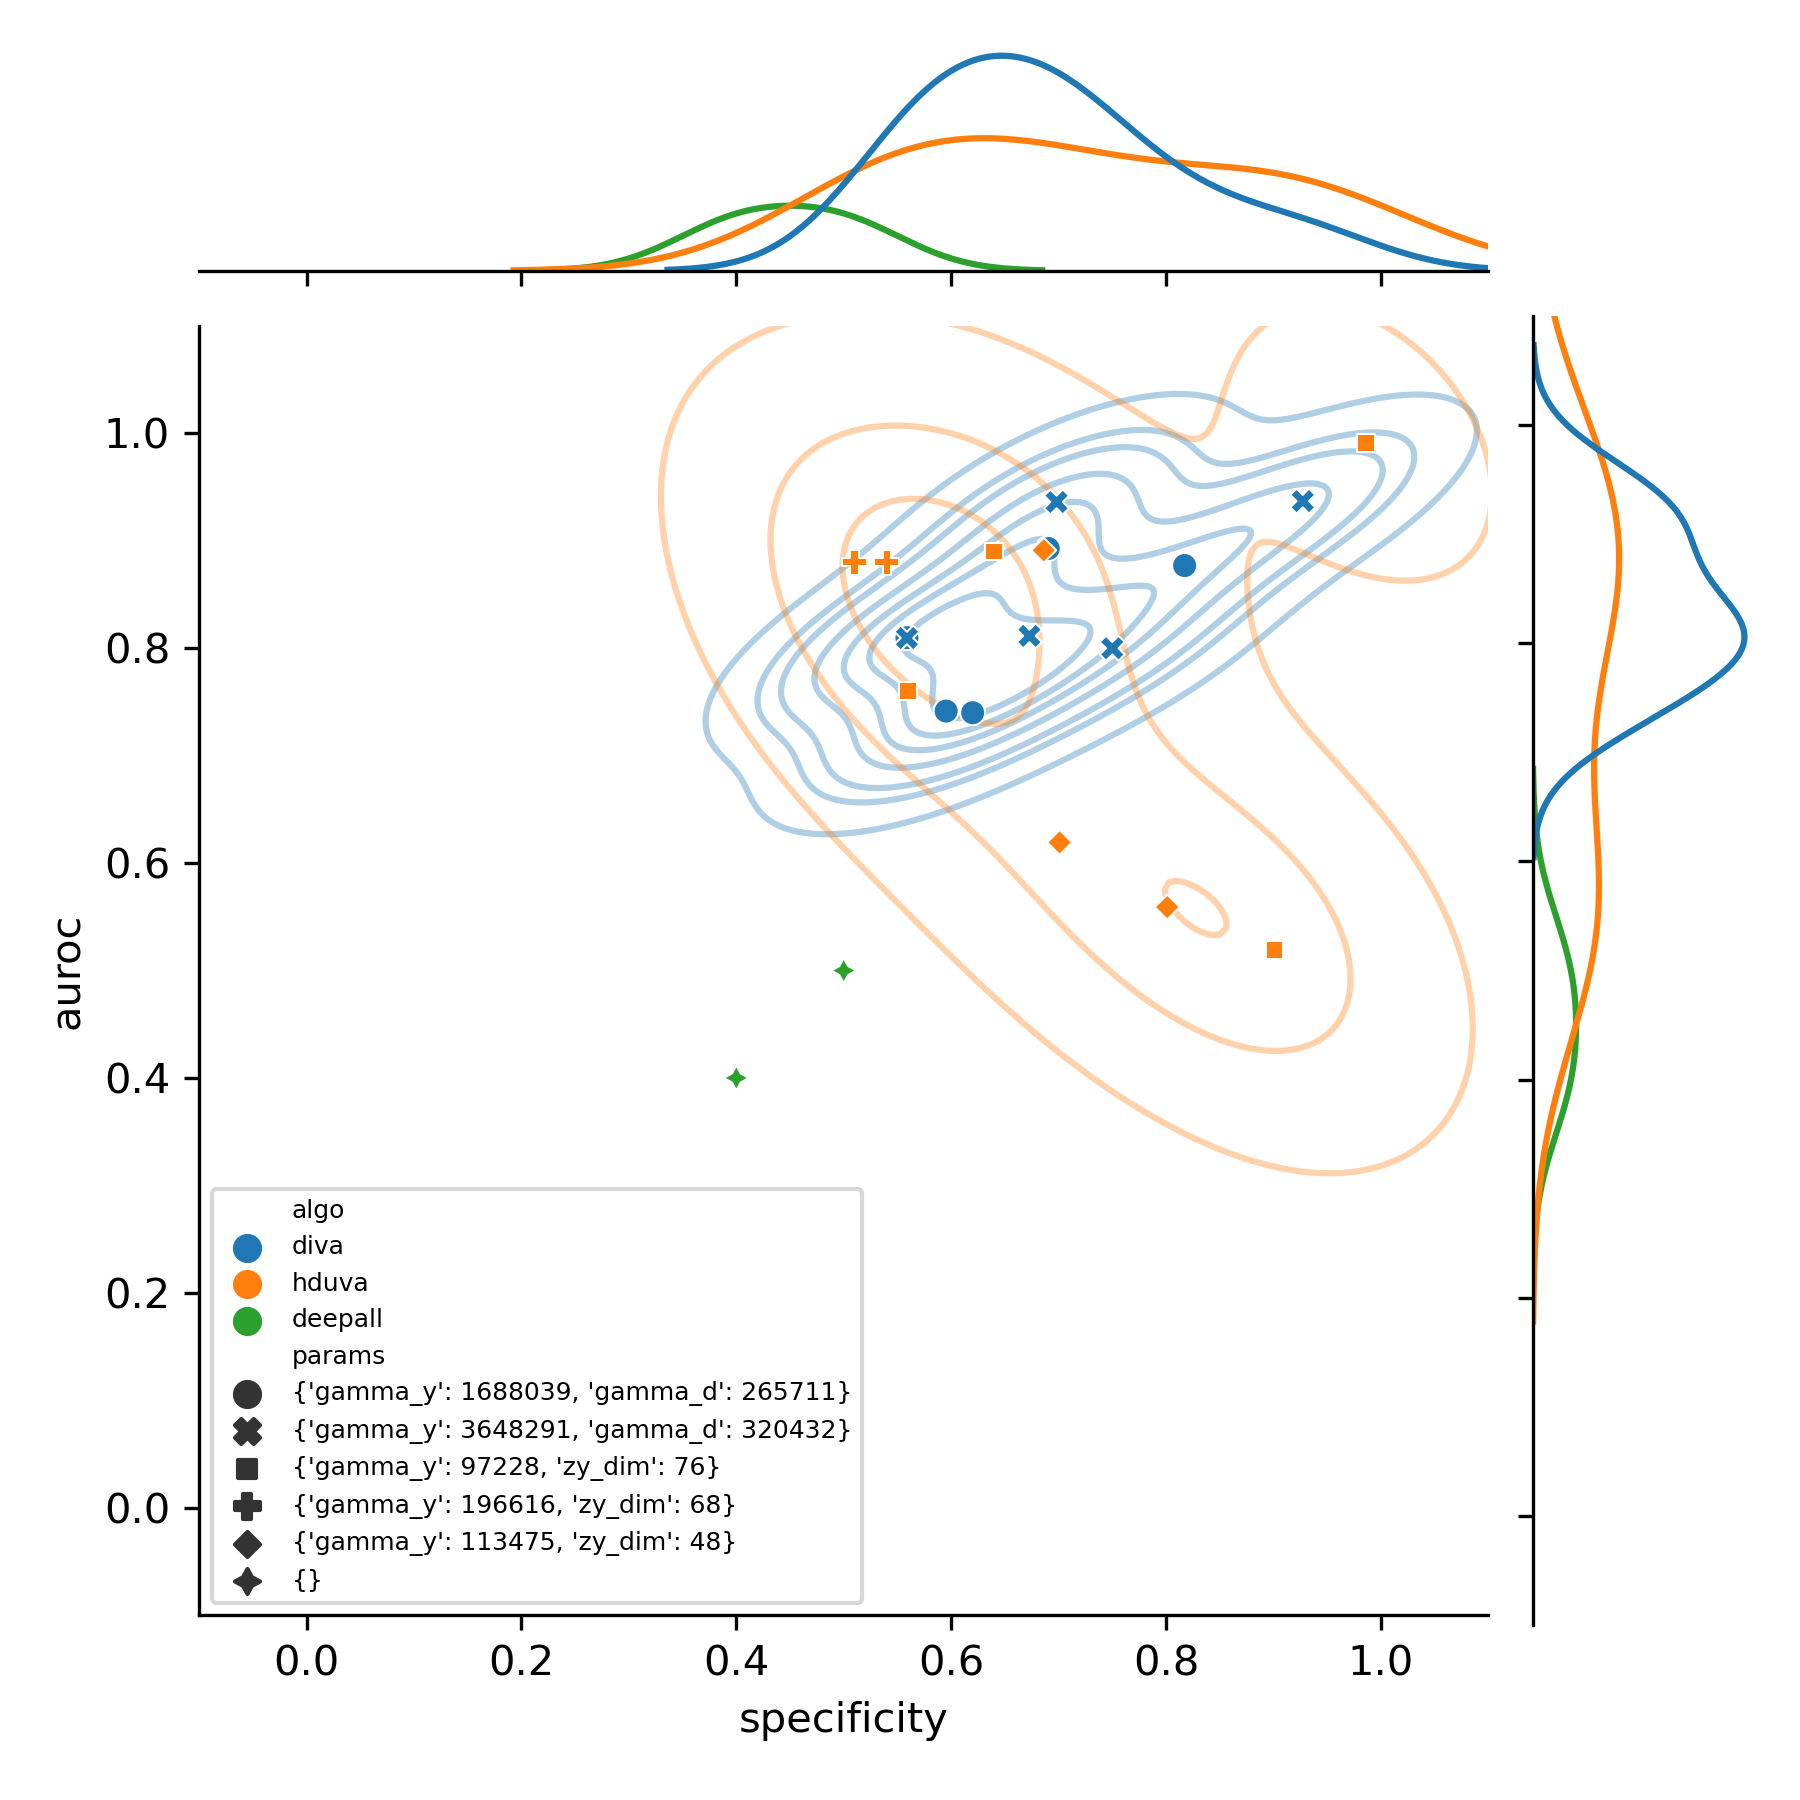 1.0
0.8
0.6
0.4
0.2
0.0
auroc
algo
diva
hduva
deepall
params
{'gamma_y': 1688039, 'gamma_d': 265711}
{'gamma_y': 3648291, 'gamma_d': 320432}
{'gamma_y': 97228, 'zy_dim': 76}
{'gamma_y': 196616, 'zy_dim': 68}
{'gamma_y': 113475, 'zy_dim': 48}
{}
0.0 0.2 0.4 0.6 0.8 1.0
specificity